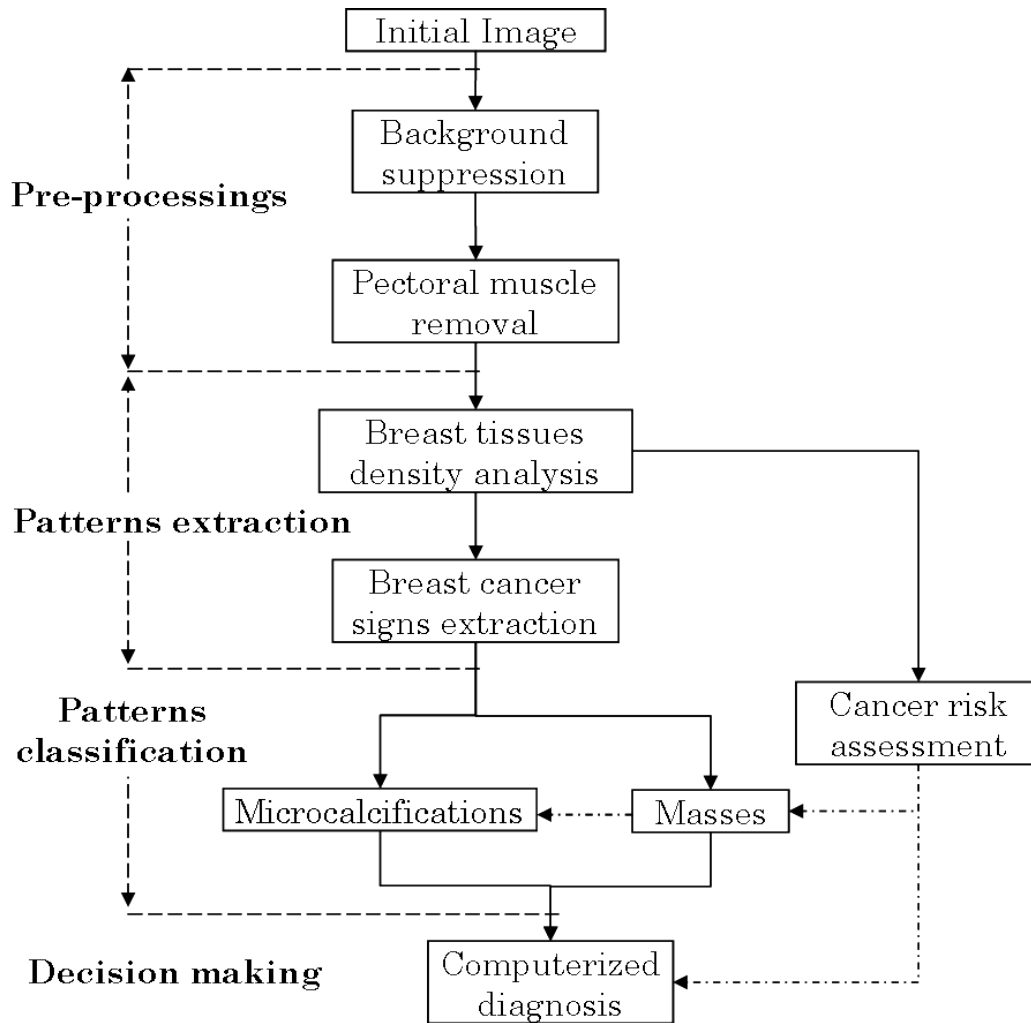 Initial Image
Background
suppression
Pre-processings
Pectoral muscle
removal
Breast tissues
density analysis
Patterns extraction
Breast cancer
signs extraction
Patterns
classification
Cancer risk
assessment
Microcalcifications
Masses
Decision making
Computerized
diagnosis